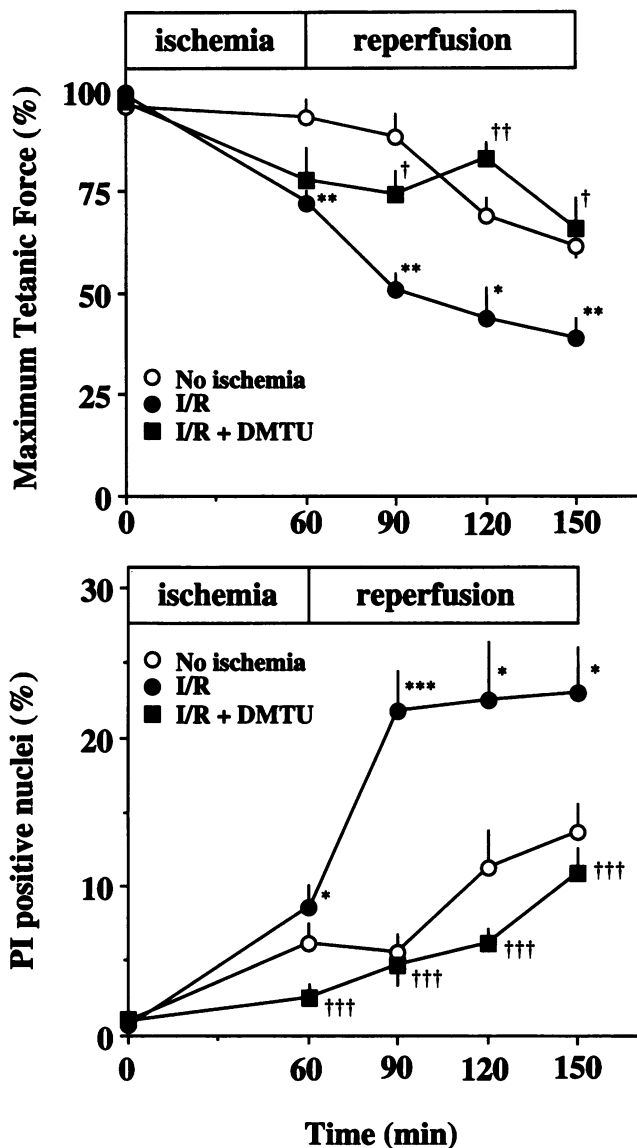 ischemia reperfusion
Maximum Tetanic Force (%)
100
75
50
25
0
††
†
†
**
**
*
**
No ischemia
I/R
I/R + DMTU
0 60 90 120 150
ischemia reperfusion
PI positive nuclei (%)
30
20
10
0
No ischemia
I/R
I/R + DMTU
***
*
*
*
†††
†††
†††
†††
0 60 90 120 150
Time (min)